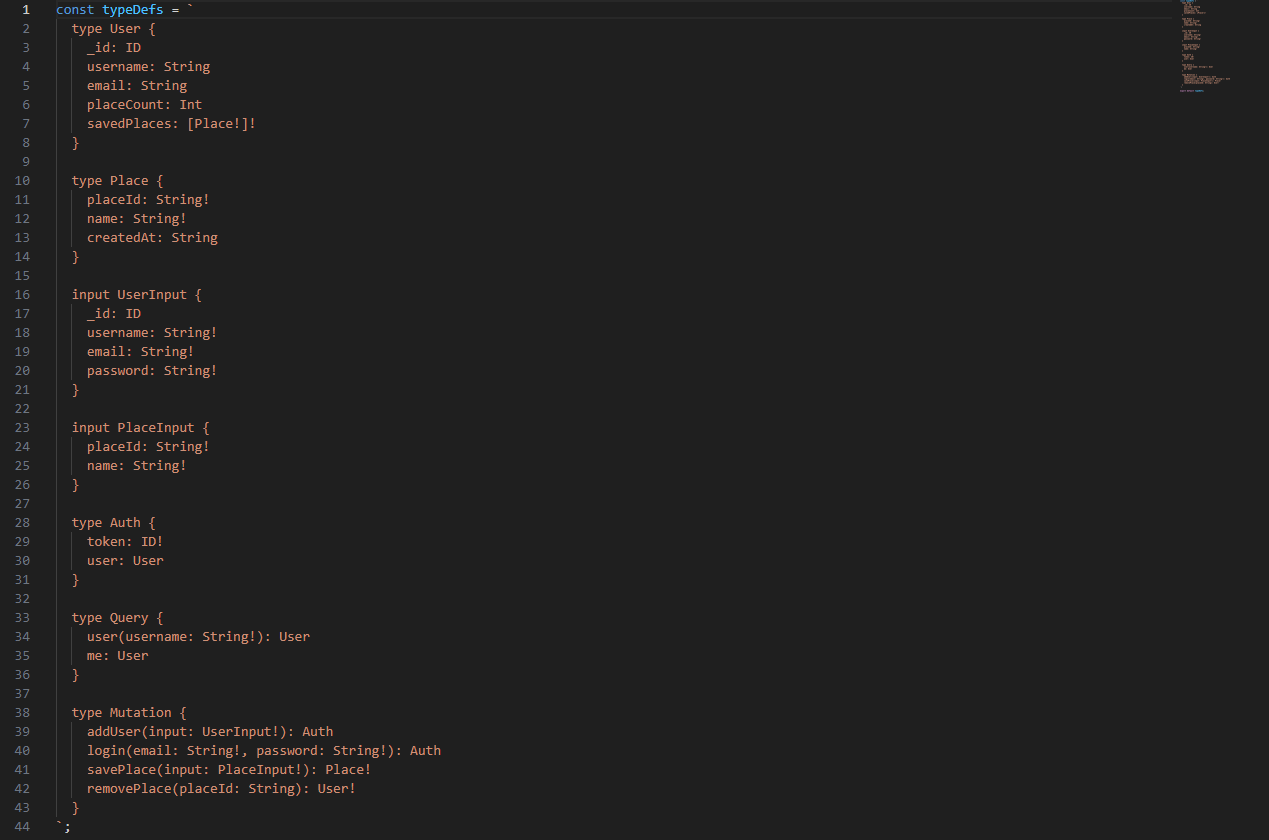 1 const typeDefs = `
2   type User {
3     _id: ID
4     username: String
5     email: String
6     placeCount: Int
7     savedPlaces: [Place!]!
8   }
9
10   type Place {
11     placeId: String!
12     name: String!
13     createdAt: String
14   }
15
16   input UserInput {
17     _id: ID
18     username: String!
19     email: String!
20     password: String!
21   }
22
23   input PlaceInput {
24     placeId: String!
25     name: String!
26   }
27
28   type Auth {
29     token: ID!
30     user: User
31   }
32
33   type Query {
34     user(username: String!): User
35     me: User
36   }
37
38   type Mutation {
39     addUser(input: UserInput!): Auth
40     login(email: String!, password: String!): Auth
41     savePlace(input: PlaceInput!): Place!
42     removePlace(placeId: String): User!
43   }
44 `;